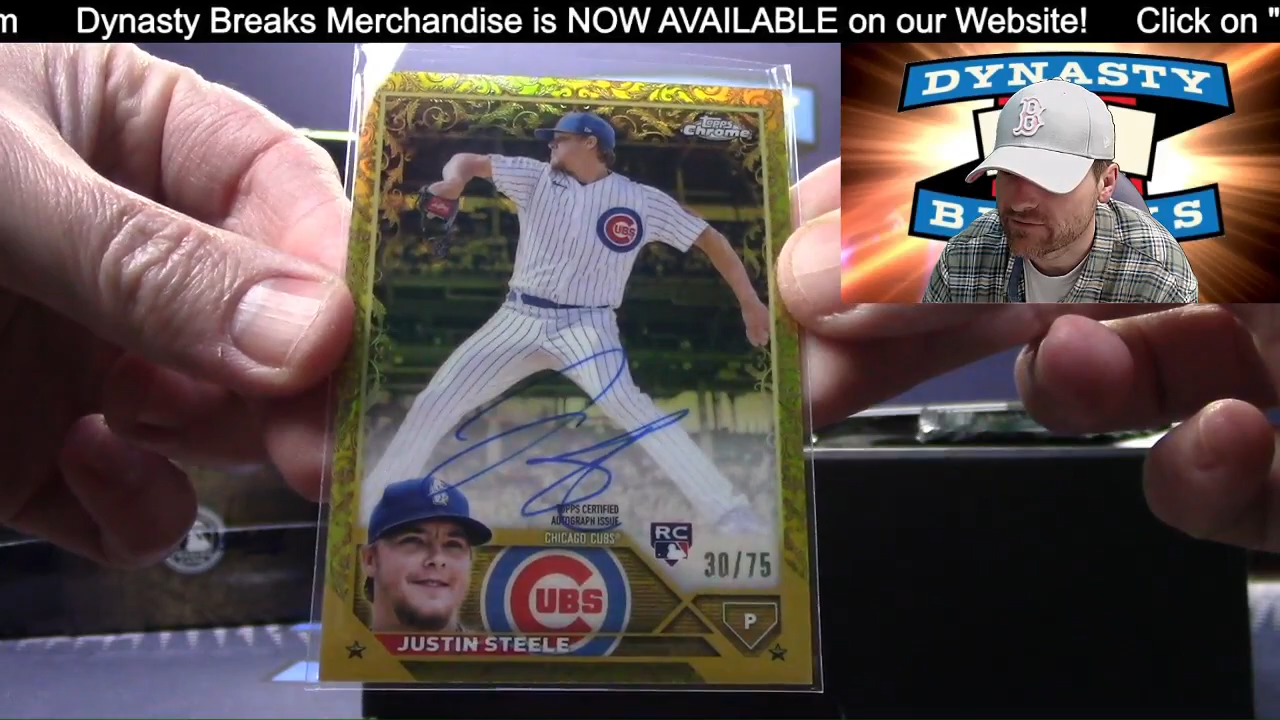 m Dynasty Breaks Merchandise is NOW AVAILABLE on our Website! Click on "
DYNASTY
Topps
Chrome
CUBS
TOPPS CERTIFIED
AUTOGRAPH ISSUE
CHICAGO CUBS
RC
30/75
CUBS
P
JUSTIN STEELE